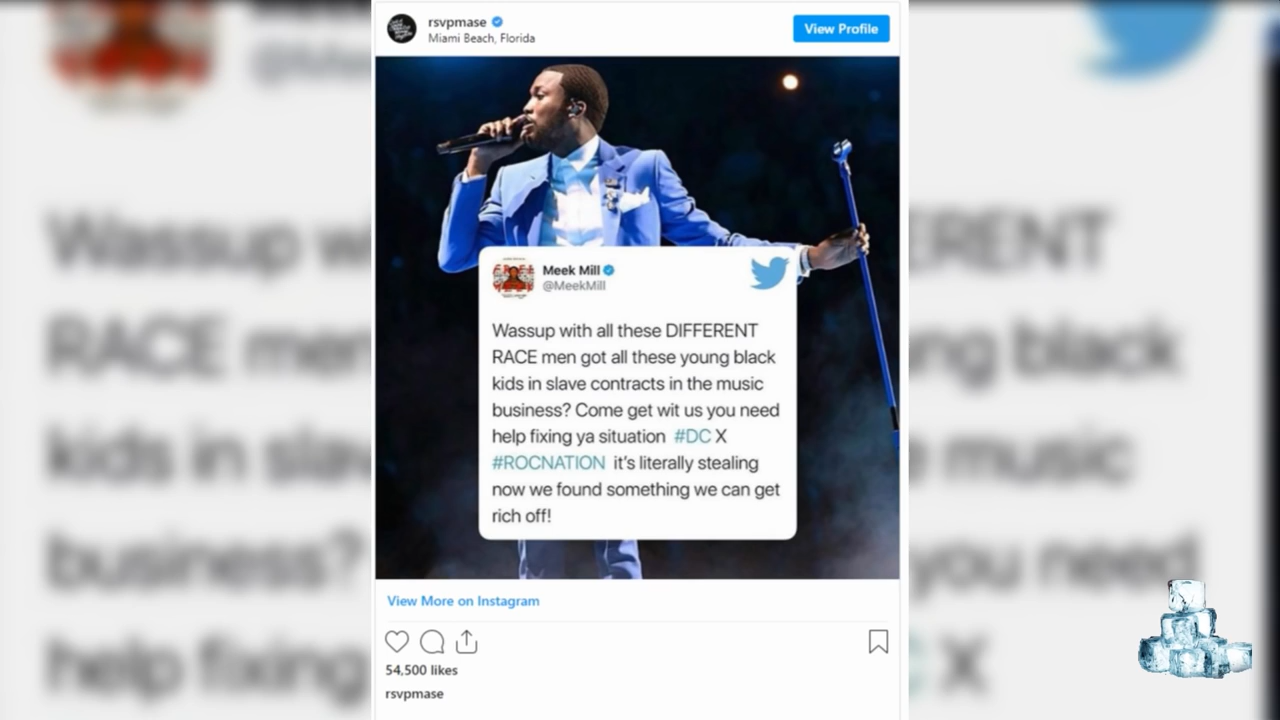 rsvpmase
Miami Beach, Florida
View Profile
Meek Mill
@MeekMill
Wassup with all these DIFFERENT
RACE men got all these young black
kids in slave contracts in the music
business? Come get wit us you need
help fixing ya situation #DC X
#ROCNATION it's literally stealing
now we found something we can get
rich off!
View More on Instagram
54,500 likes
rsvpmase